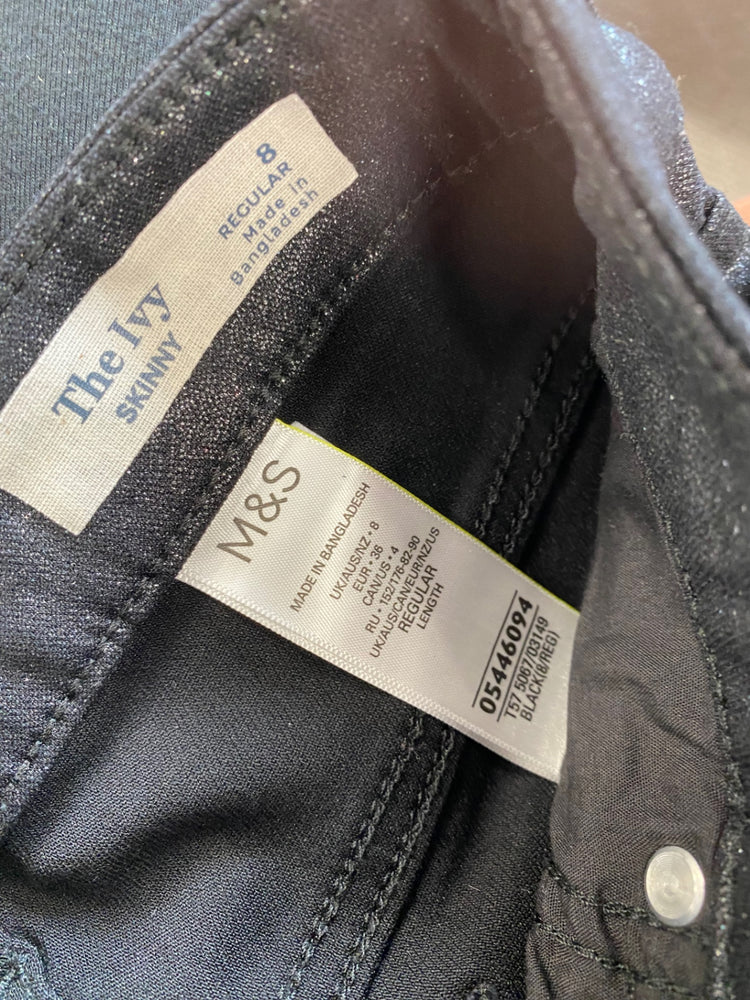 8
REGULAR
Made in
Bangladesh
The Ivy
SKINNY
M&S
MADE IN BANGLADESH
UK/AUS/NZ • 8
EUR • 36
CAN/US • 4
RU • 152/176-82-90
UK/AUS/CAN/EUR/NZ/US
REGULAR
LENGTH
05446094
T57 5067/03149
BLACK(8/REG)